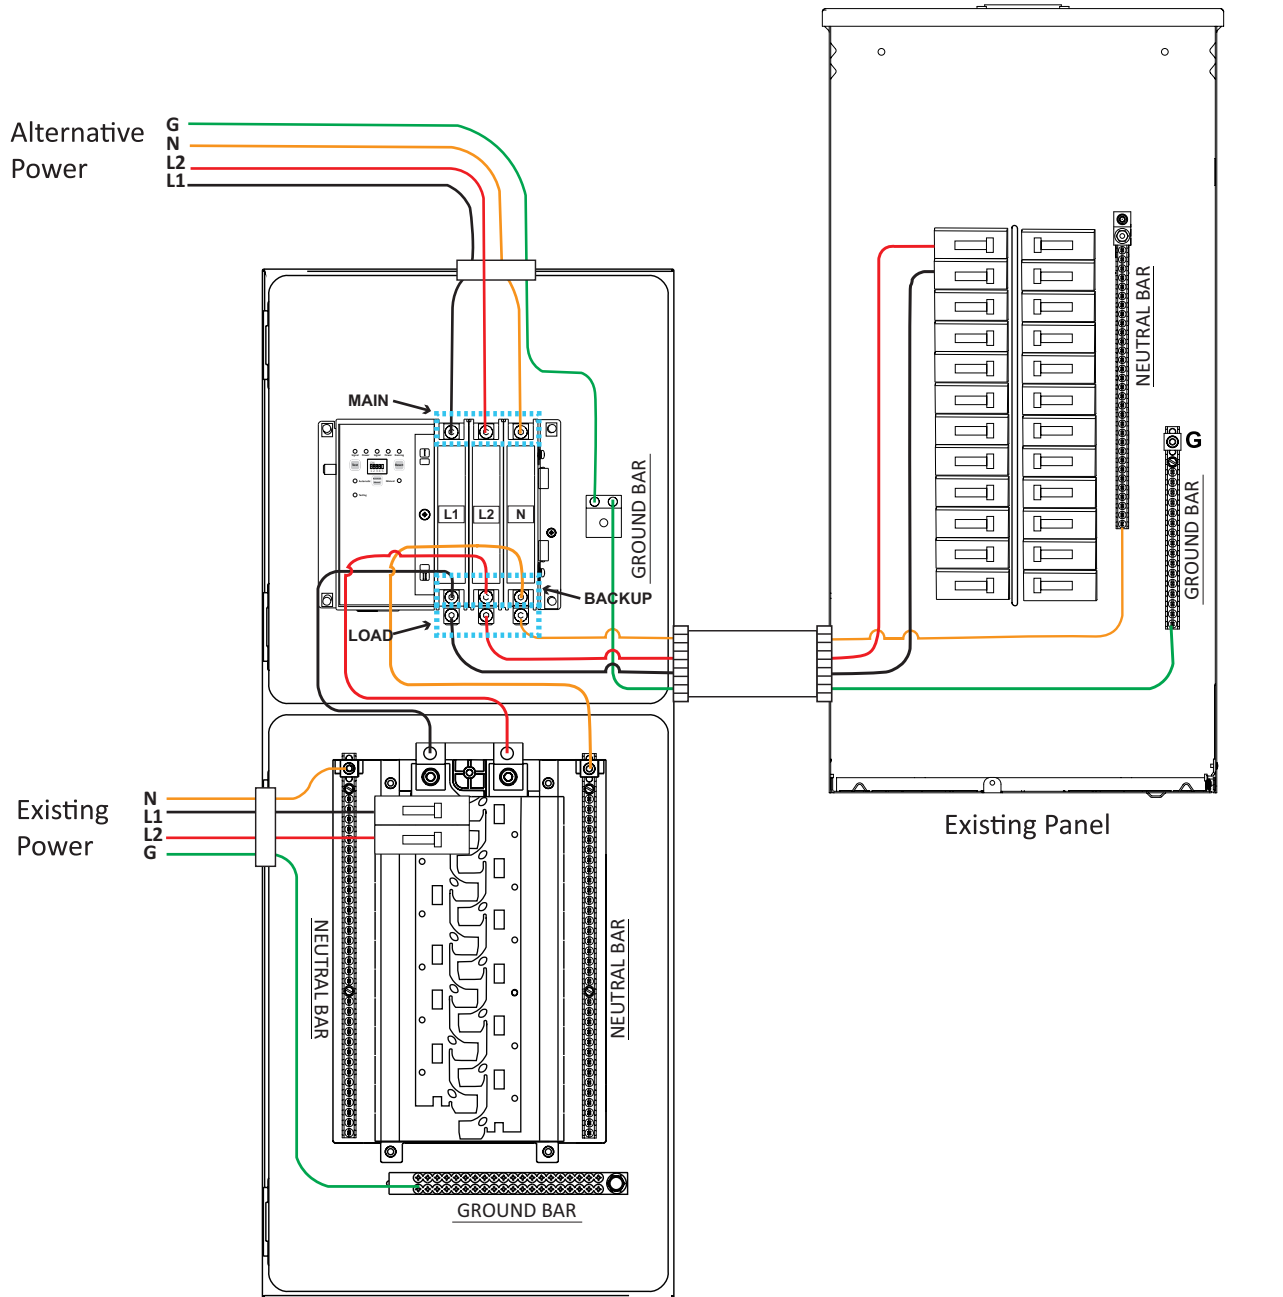 Alternative
Power
G
N
L2
L1
MAIN
L1
L2
N
GROUND BAR
BACKUP
LOAD
NEUTRAL BAR
G
GROUND BAR
Existing Panel
Existing
Power
N
L1
L2
G
NEUTRAL BAR
NEUTRAL BAR
GROUND BAR